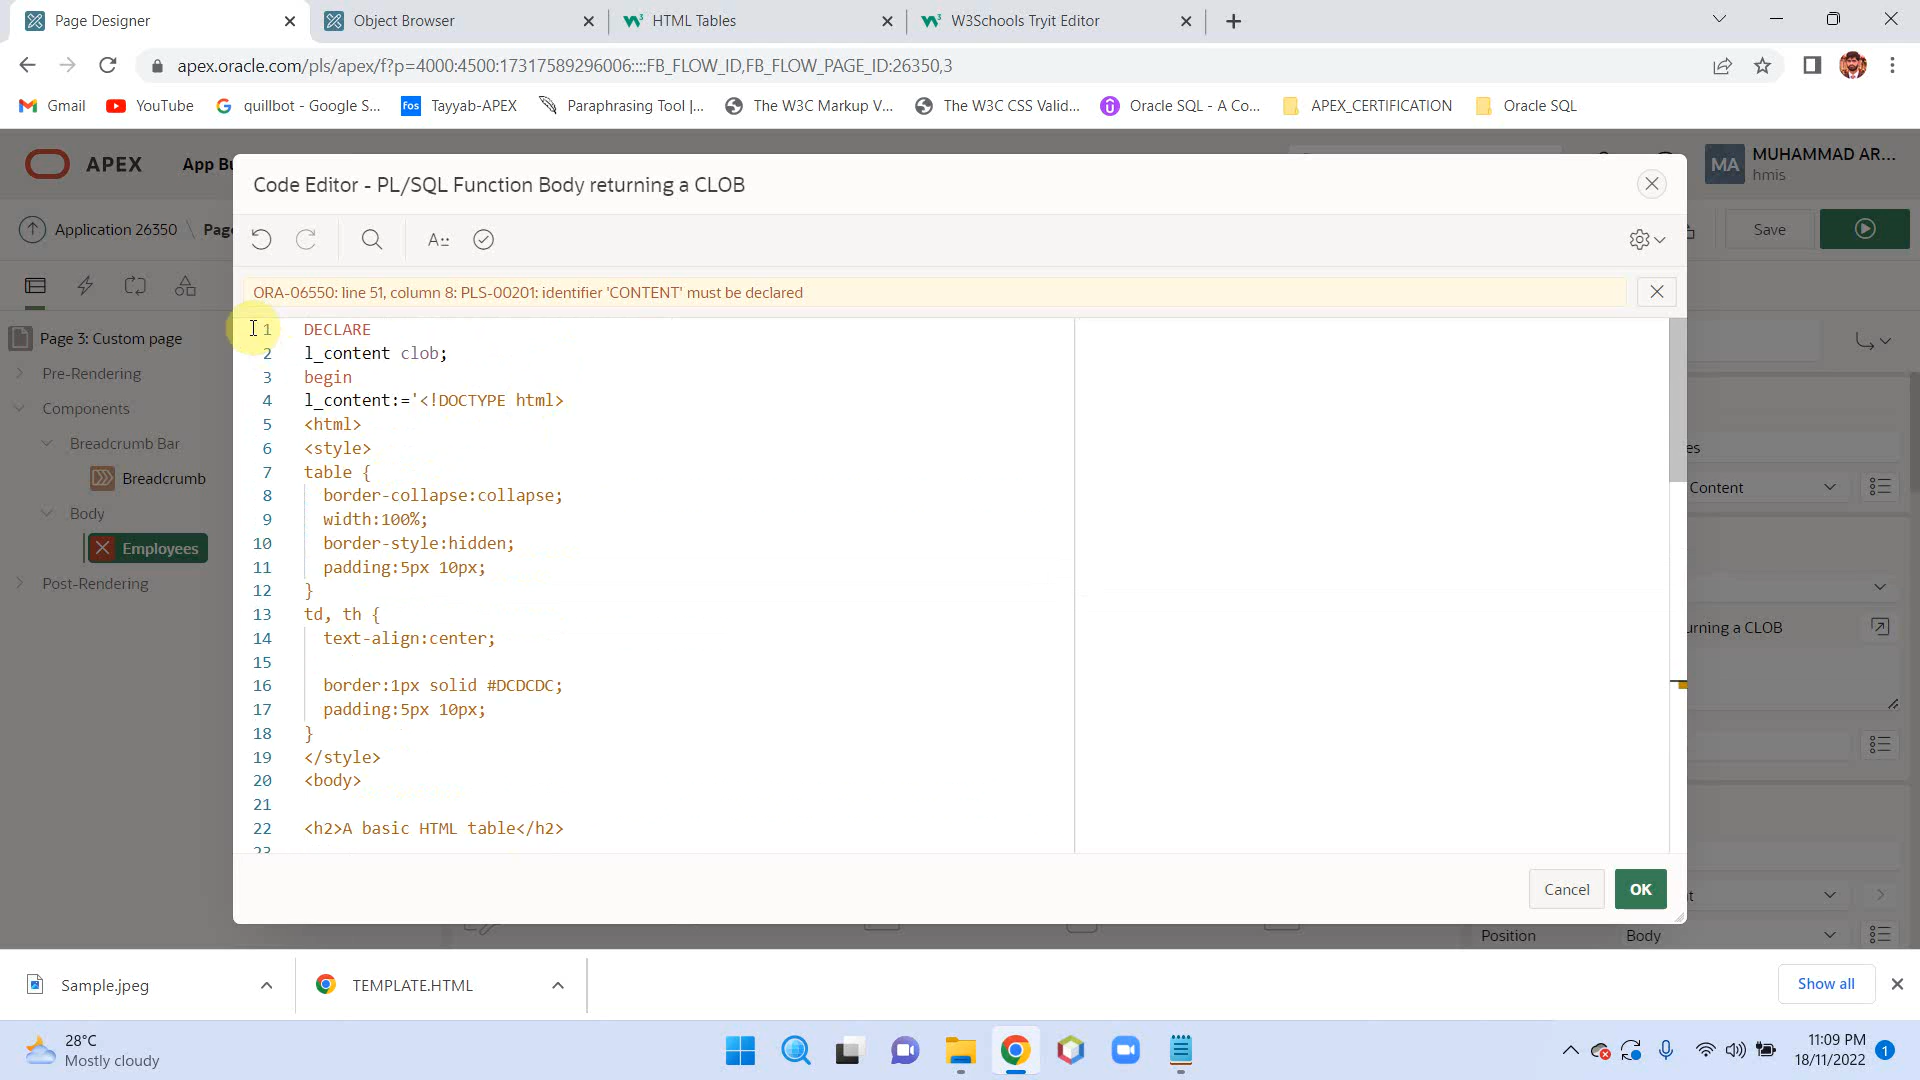 Page Designer
Object Browser
HTML Tables
W3Schools Tryit Editor
apex.oracle.com/pls/apex/f?p=4000:4500:17317589296006::::FB_FLOW_ID,FB_FLOW_PAGE_ID:26350,3
Gmail
YouTube
quillbot - Google S...
fos
Tayyab-APEX
Paraphrasing Tool |...
The W3C Markup V...
The W3C CSS Valid...
Oracle SQL - A Co...
APEX_CERTIFICATION
Oracle SQL
APEX
App Bu
MA
MUHAMMAD AR...
hmis
Code Editor - PL/SQL Function Body returning a CLOB
Application 26350 \ Page
Save
ORA-06550: line 51, column 8: PLS-00201: identifier 'CONTENT' must be declared
Page 3: Custom page
Pre-Rendering
Components
Breadcrumb Bar
Breadcrumb
Body
Employees
Post-Rendering
1 DECLARE
2 l_content clob;
3 begin
4 l_content:='<!DOCTYPE html>
5 <html>
6 <style>
7 table {
8 border-collapse:collapse;
9 width:100%;
10 border-style:hidden;
11 padding:5px 10px;
12 }
13 td, th {
14 text-align:center;
15
16 border:1px solid #DCDCDC;
17 padding:5px 10px;
18 }
19 </style>
20 <body>
21
22 <h2>A basic HTML table</h2>
23
es
Content
urning a CLOB
Cancel
OK
t
Position
Body
Sample.jpeg
TEMPLATE.HTML
Show all
28°C
Mostly cloudy
11:09 PM
18/11/2022
1